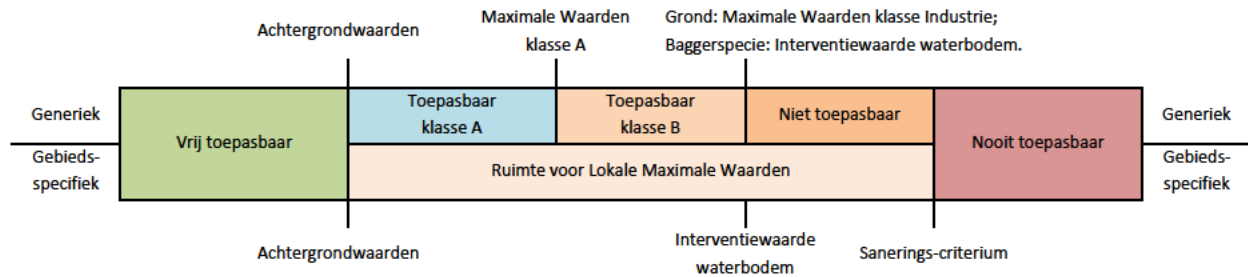 Achtergrondwaarden
Maximale Waarden
klasse A
Grond: Maximale Waarden klasse Industrie;
Baggerspecie: Interventiewaarde waterbodem.
Generiek
Gebieds-
specifiek
Vrij toepasbaar
Toepasbaar
klasse A
Toepasbaar
klasse B
Niet toepasbaar
Ruimte voor Lokale Maximale Waarden
Nooit toepasbaar
Generiek
Gebieds-
specifiek
Achtergrondwaarden
Interventiewaarde
waterbodem
Sanerings-criterium